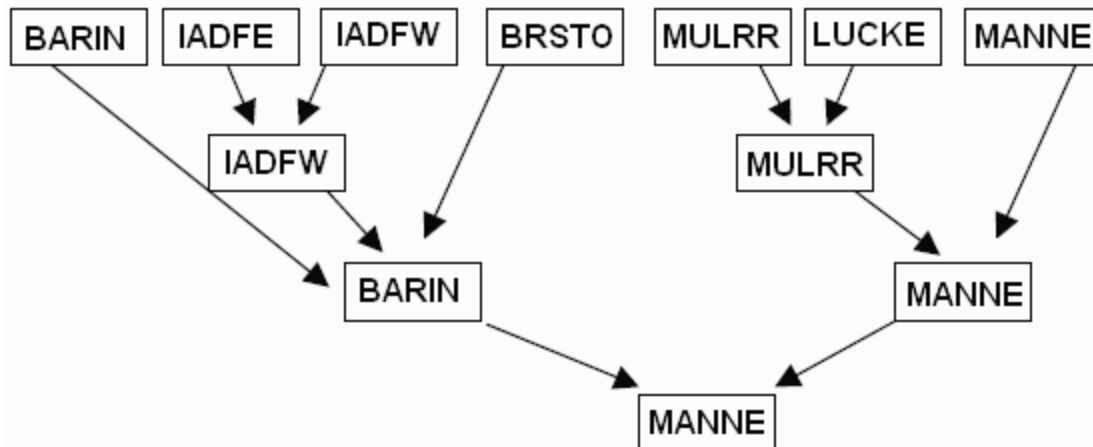 BARIN IADFE IADFW BRSTO MULRR LUCKE MANNE
IADFW MULRR
BARIN MANNE
MANNE